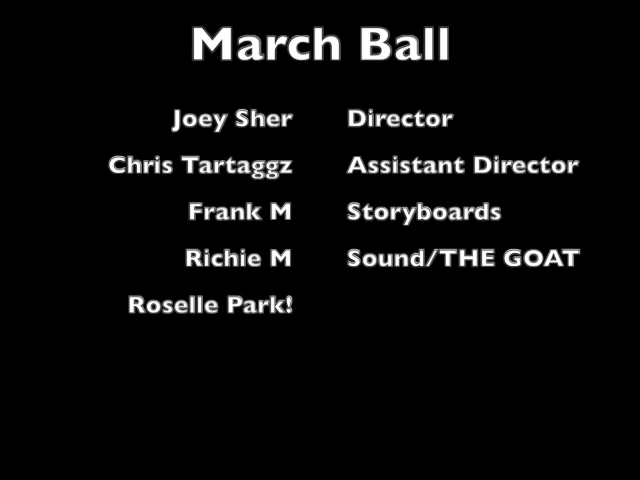 March Ball
Joey Sher Director
Chris Tartaggz Assistant Director
Frank M Storyboards
Richie M Sound/THE GOAT
Roselle Park!